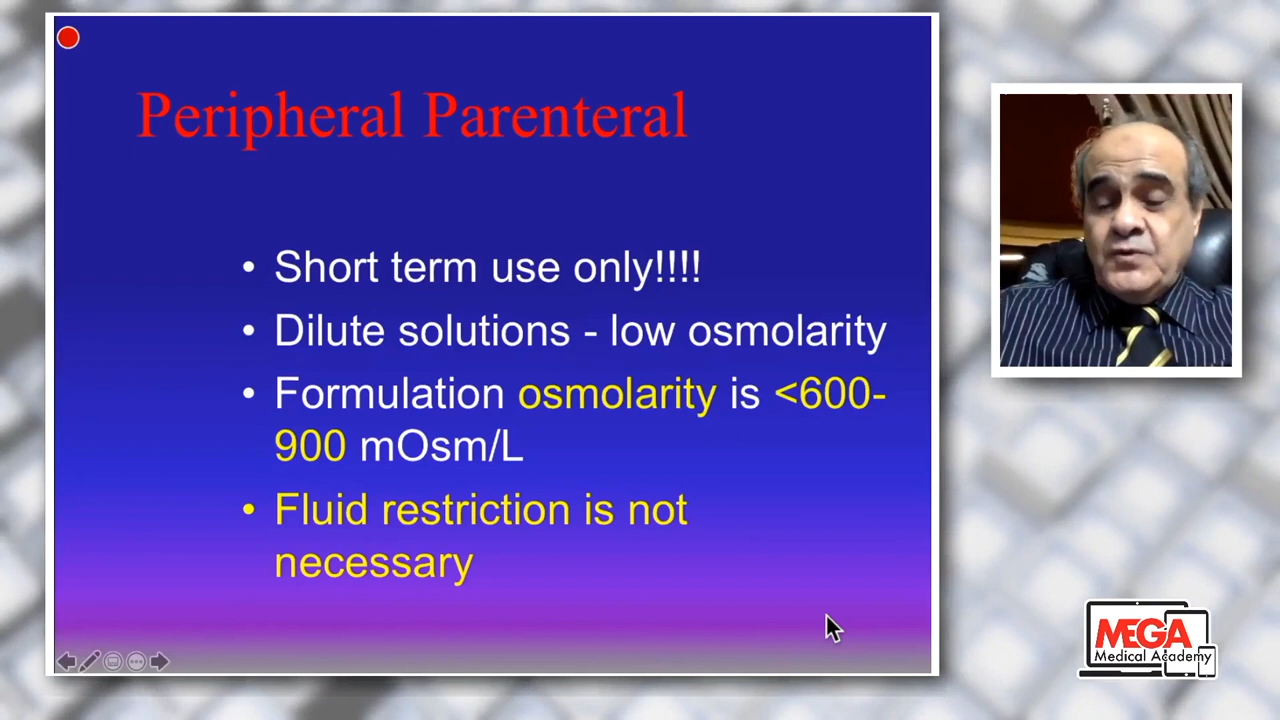 Peripheral Parenteral
• Short term use only!!!!
• Dilute solutions - low osmolarity
• Formulation osmolarity is <600-
900 mOsm/L
• Fluid restriction is not
necessary
MEGA
Medical Academy